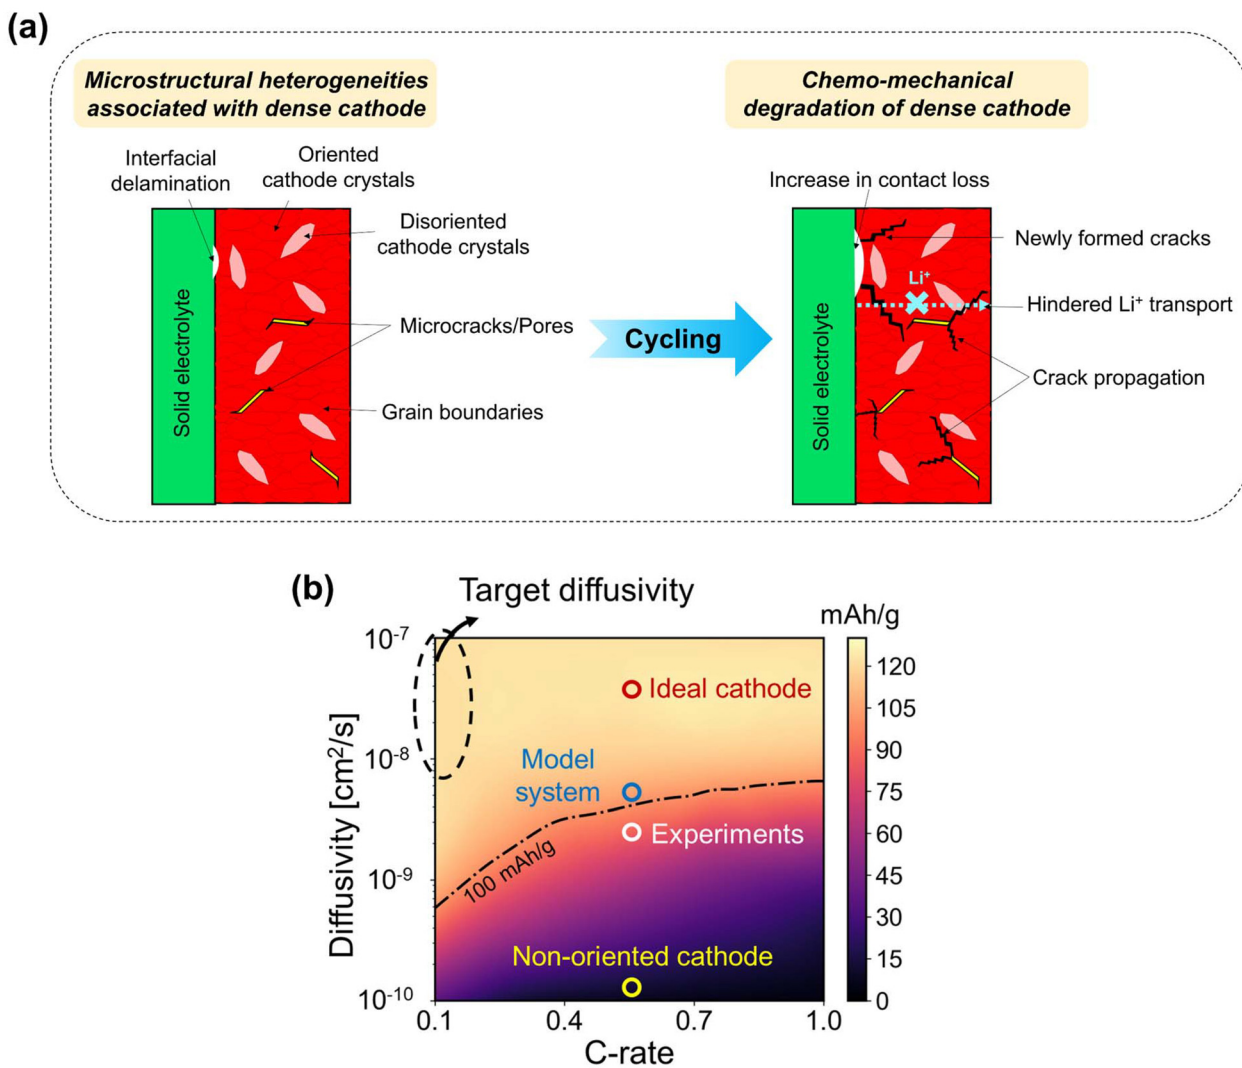 (a)
Microstructural heterogeneities
associated with dense cathode
Interfacial
delamination
Oriented
cathode crystals
Disoriented
cathode crystals
Microcracks/Pores
Grain boundaries
Solid electrolyte
Cycling
Chemo-mechanical
degradation of dense cathode
Increase in contact loss
Newly formed cracks
Li⁺
Hindered Li⁺ transport
Crack propagation
Solid electrolyte
(b)
Target diffusivity
mAh/g
Diffusivity [cm²/s]
10⁻⁷
10⁻⁸
10⁻⁹
10⁻¹⁰
Ideal cathode
Model
system
Experiments
100 mAh/g
Non-oriented cathode
0.1
0.4
0.7
1.0
C-rate
120
105
90
75
60
45
30
15
0